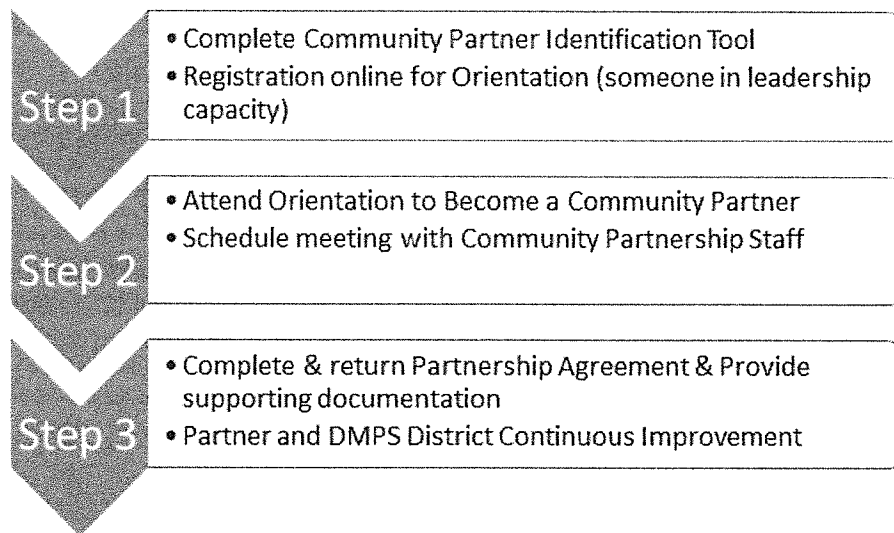 Step 1
• Complete Community Partner Identification Tool
• Registration online for Orientation (someone in leadership
capacity)
Step 2
• Attend Orientation to Become a Community Partner
• Schedule meeting with Community Partnership Staff
Step 3
• Complete & return Partnership Agreement & Provide
supporting documentation
• Partner and DMPS District Continuous Improvement